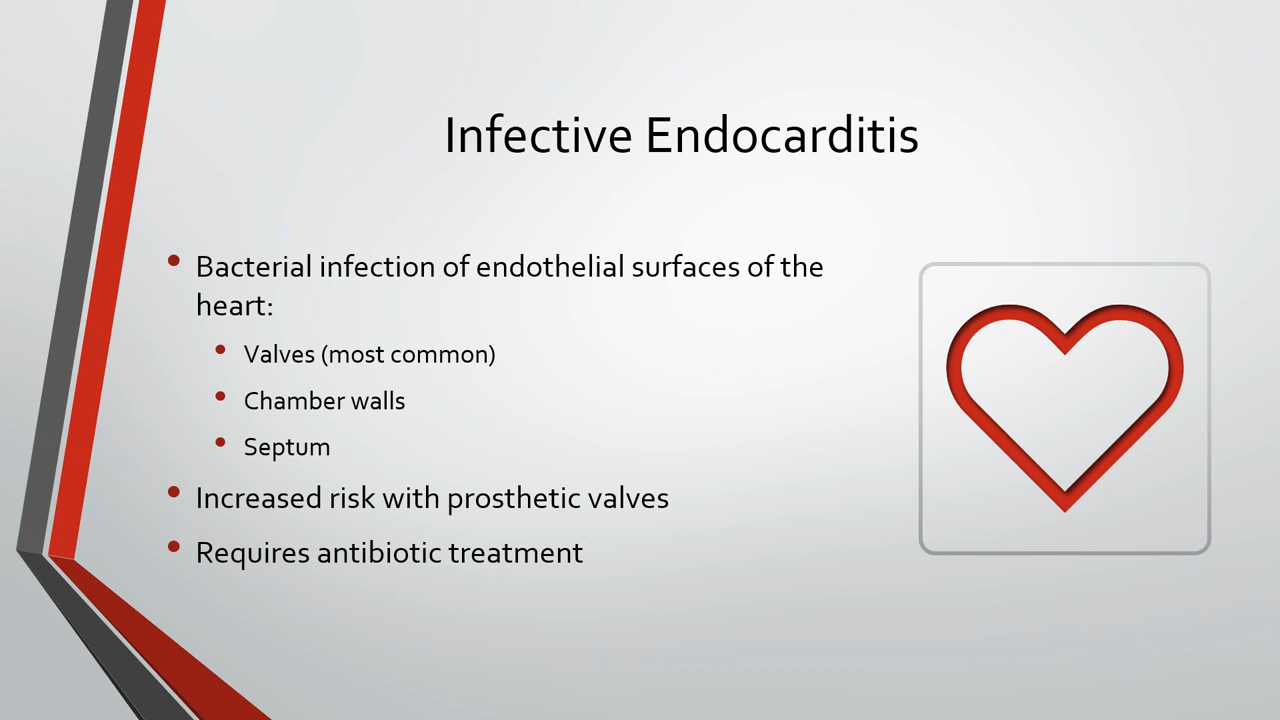 Infective Endocarditis
• Bacterial infection of endothelial surfaces of the
heart:
• Valves (most common)
• Chamber walls
• Septum
• Increased risk with prosthetic valves
• Requires antibiotic treatment